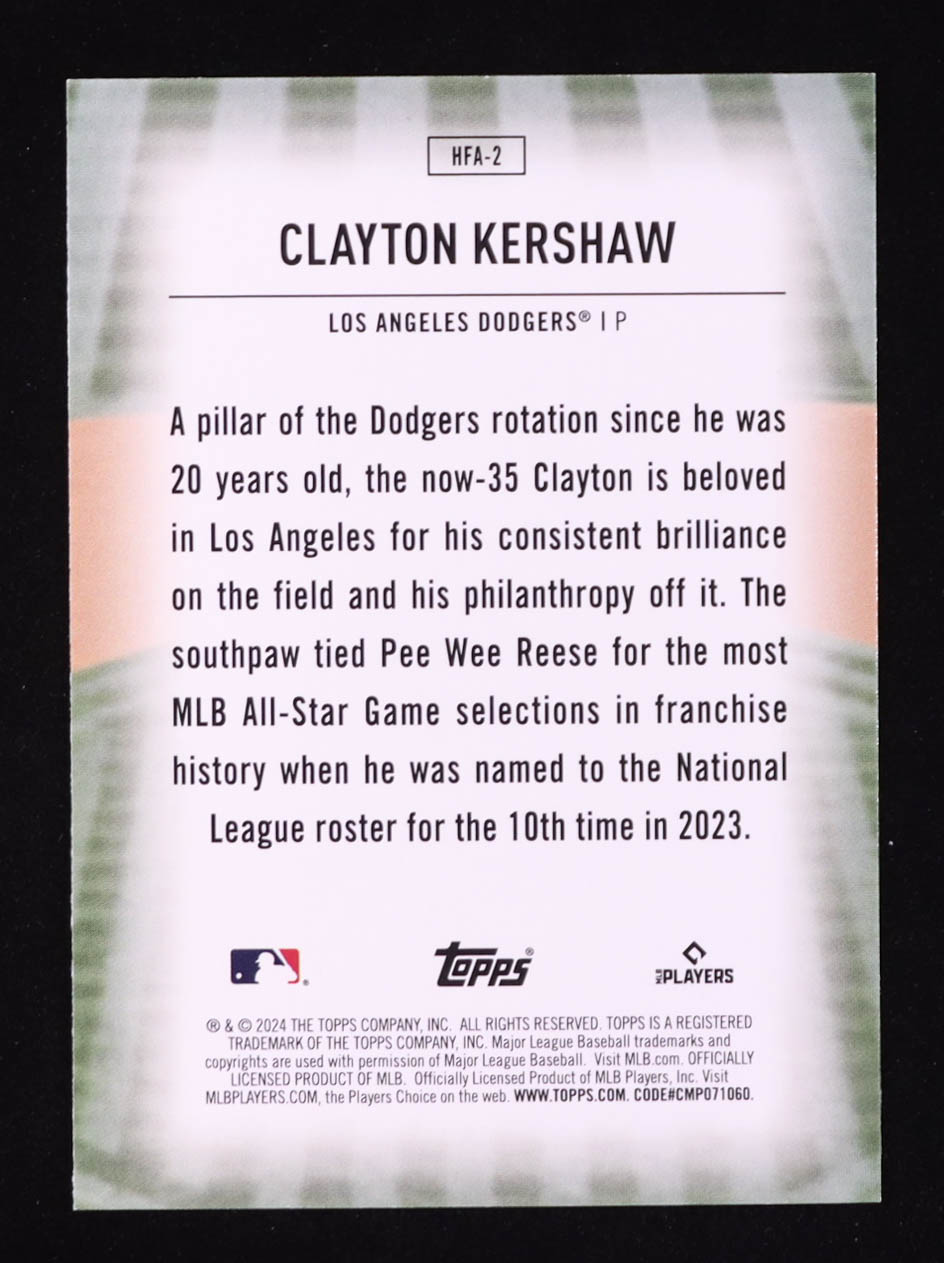 HFA-2
CLAYTON KERSHAW
LOS ANGELES DODGERS® | P
A pillar of the Dodgers rotation since he was
20 years old, the now-35 Clayton is beloved
in Los Angeles for his consistent brilliance
on the field and his philanthropy off it. The
southpaw tied Pee Wee Reese for the most
MLB All-Star Game selections in franchise
history when he was named to the National
League roster for the 10th time in 2023.
® topps® MLB PLAYERS
® & © 2024 THE TOPPS COMPANY, INC. ALL RIGHTS RESERVED. TOPPS IS A REGISTERED
TRADEMARK OF THE TOPPS COMPANY, INC. Major League Baseball trademarks and
copyrights are used with permission of Major League Baseball. Visit MLB.com. OFFICIALLY
LICENSED PRODUCT OF MLB. Officially Licensed Product of MLB Players, Inc. Visit
MLBPLAYERS.COM, the Players Choice on the web. WWW.TOPPS.COM. CODE#CMP071060.